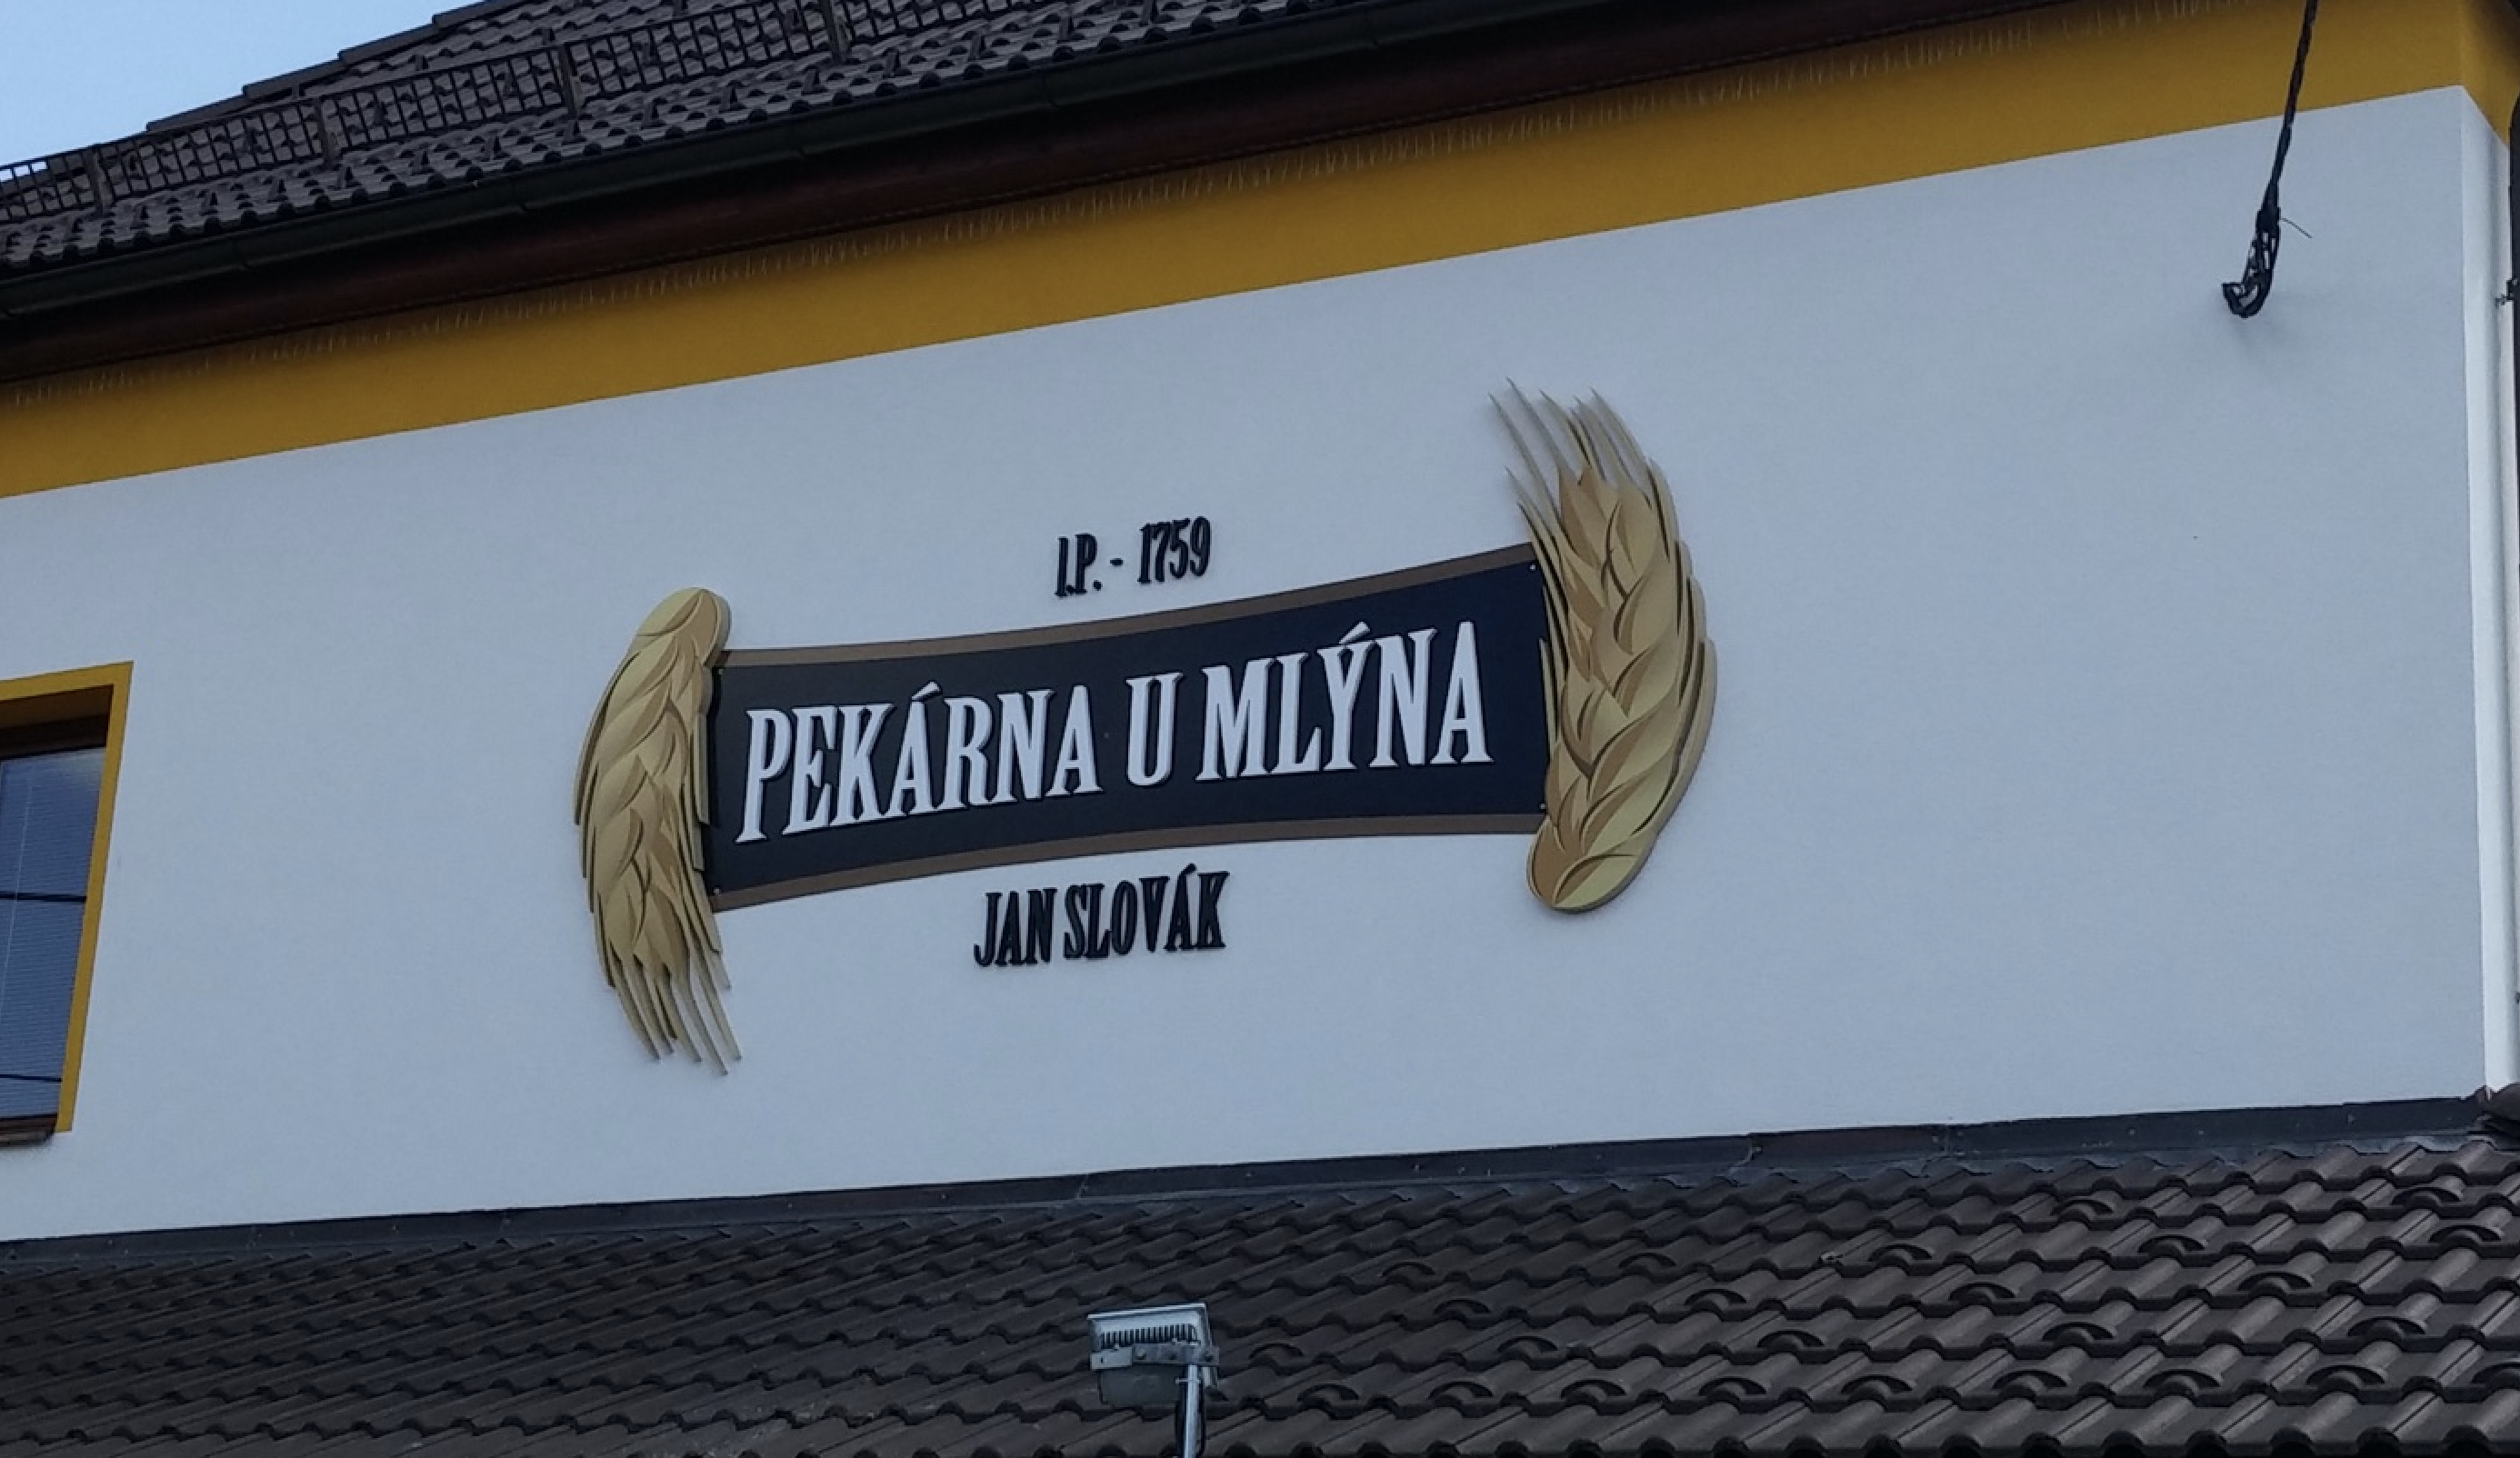 I.P. - 1759
PEKÁRNA U MLÝNA
JAN SLOVÁK